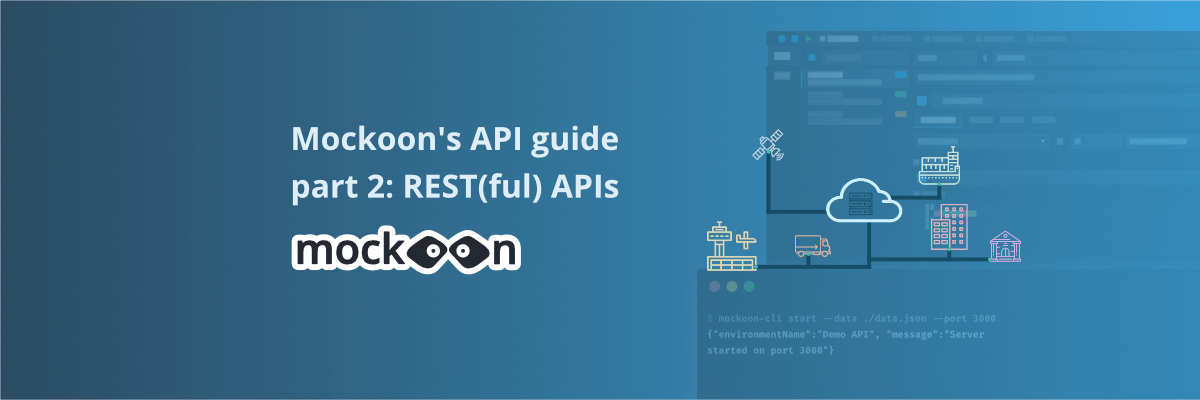 Mockoon's API guide
part 2: REST(ful) APIs
mockoon
$ mockoon-cli start --data ./data.json --port 3000
{"environmentName":"Demo API", "message":"Server
started on port 3000"}